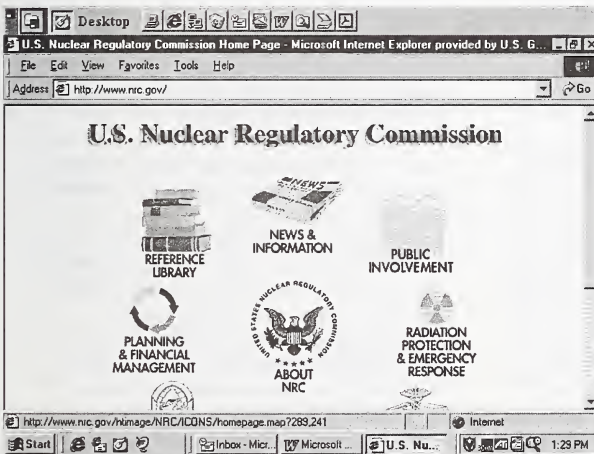 Desktop
U.S. Nuclear Regulatory Commission Home Page - Microsoft Internet Explorer provided by U.S. G...
File Edit View Favorites Tools Help
Address http://www.nrc.gov/ Go
U.S. Nuclear Regulatory Commission
NEWS
REFERENCE
LIBRARY
NEWS &
INFORMATION
PUBLIC
INVOLVEMENT
PLANNING
& FINANCIAL
MANAGEMENT
UNITED STATES NUCLEAR REGULATORY COMMISSION
ABOUT
NRC
RADIATION
PROTECTION
& EMERGENCY
RESPONSE
http://www.nrc.gov/htimage/NRC/ICONS/homepage.map?289,241 Internet
Start Inbox - Micr... Microsoft ... U.S. Nu... 1:29 PM